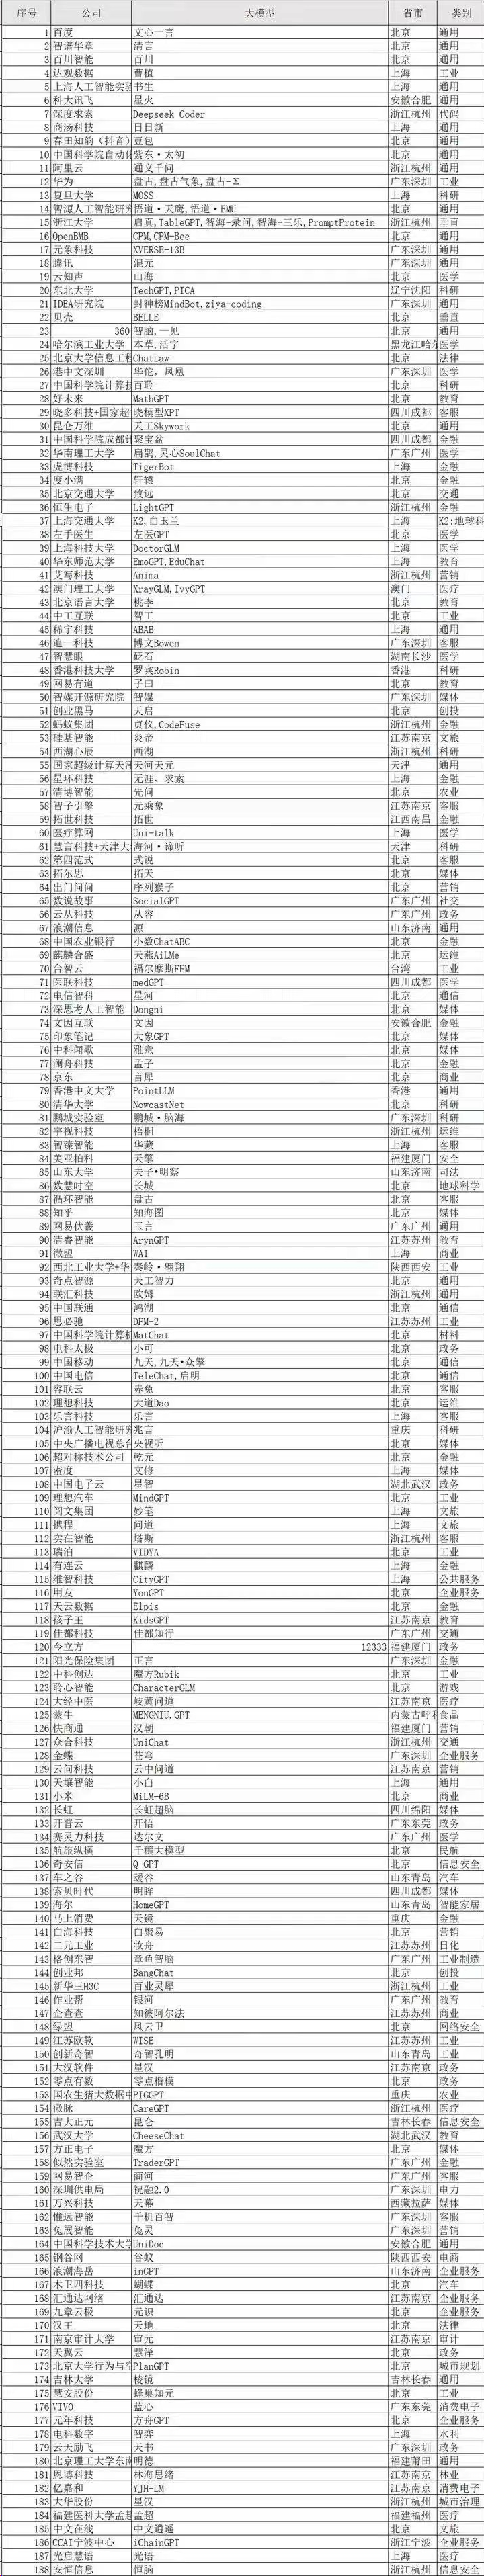 序号 公司 大模型 省市 类别
1 百度 文心一言 北京 通用
2 智谱华章 清言 北京 通用
3 百川智能 百川 北京 通用
4 达观数据 曹植 上海 工业
5 上海人工智能实验 书生 上海 通用
6 科大讯飞 星火 安徽合肥 通用
7 深度求索 Deepseek Coder 浙江杭州 代码
8 商汤科技 日日新 上海 通用
9 春田知韵（抖音） 豆包 北京 通用
10 中国科学院自动化 紫东·太初 北京 通用
11 阿里云 通义千问 浙江杭州 通用
12 华为 盘古,盘古气象,盘古-Σ 广东深圳 工业
13 复旦大学 MOSS 上海 科研
14 智源人工智能研究 悟道·天鹰,悟道·EMU 北京 通用
15 浙江大学 启真,TableGPT,智海-录问,智海-三乐,PromptProtein 浙江杭州 垂直
16 OpenBMB CPM,CPM-Bee 北京 通用
17 元象科技 XVERSE-13B 广东深圳 通用
18 腾讯 混元 广东深圳 通用
19 云知声 山海 北京 医学
20 东北大学 TechGPT,PICA 辽宁沈阳 科研
21 IDEA研究院 封神榜MindBot,ziya-coding 广东深圳 通用
22 贝壳 BELLE 北京 垂直
23 360 智脑,一见 北京 通用
24 哈尔滨工业大学 本草,活字 黑龙江哈尔 医学
25 北京大学信息工程 ChatLaw 北京 法律
26 港中文深圳 华佗，凤凰 广东深圳 医学
27 中国科学院计算技 百聆 北京 科研
28 好未来 MathGPT 北京 教育
29 晓多科技+国家超 晓模型XPT 四川成都 客服
30 昆仑万维 天工Skywork 北京 通用
31 中国科学院成都计 聚宝盆 四川成都 金融
32 华南理工大学 扁鹊,灵心SoulChat 广东广州 医学
33 虎博科技 TigerBot 上海 金融
34 度小满 轩辕 北京 金融
35 北京交通大学 致远 北京 交通
36 恒生电子 LightGPT 浙江杭州 金融
37 上海交通大学 K2,白玉兰 上海 K2:地球科
38 左手医生 左医GPT 北京 医学
39 上海科技大学 DoctorGLM 上海 医学
40 华东师范大学 EmoGPT,EduChat 上海 教育
41 艾写科技 Anima 浙江杭州 营销
42 澳门理工大学 XrayGLM,IvyGPT 澳门 医疗
43 北京语言大学 桃李 北京 教育
44 中工互联 智工 北京 工业
45 稀宇科技 ABAB 上海 通用
46 追一科技 博文Bowen 广东深圳 客服
47 智慧眼 砭石 湖南长沙 医学
48 香港科技大学 罗宾Robin 香港 科研
49 网易有道 子曰 北京 教育
50 智媒开源研究院 智媒 广东深圳 媒体
51 创业黑马 天启 北京 创投
52 蚂蚁集团 贞仪,CodeFuse 浙江杭州 金融
53 硅基智能 炎帝 江苏南京 文旅
54 西湖心辰 西湖 浙江杭州 科研
55 国家超级计算天津 天河天元 天津 通用
56 星环科技 无涯、求索 上海 金融
57 清博智能 先问 北京 农业
58 智子引擎 元乘象 江苏南京 客服
59 拓世科技 拓世 江西南昌 金融
60 医疗算网 Uni-talk 上海 医学
61 慧言科技+天津大 海河·谛听 天津 科研
62 第四范式 式说 北京 客服
63 拓尔思 拓天 北京 媒体
64 出门问问 序列猴子 北京 营销
65 数说故事 SocialGPT 广东广州 社交
66 云从科技 从容 广东广州 政务
67 浪潮信息 源 山东济南 通用
68 中国农业银行 小数ChatABC 北京 金融
69 麒麟合盛 天燕AiLMe 北京 运维
70 台智云 福尔摩斯FFM 台湾 工业
71 医联科技 medGPT 四川成都 医学
72 电信智科 星河 北京 通信
73 深思考人工智能 Dongni 北京 媒体
74 文因互联 文因 安徽合肥 金融
75 印象笔记 大象GPT 北京 媒体
76 中科闻歌 雅意 北京 媒体
77 澜舟科技 孟子 北京 金融
78 京东 言犀 北京 商业
79 香港中文大学 PointLLM 香港 通用
80 清华大学 NowcastNet 北京 科研
81 鹏城实验室 鹏城·脑海 广东深圳 科研
82 宇视科技 梧桐 浙江杭州 运维
83 智臻智能 华藏 上海 客服
84 美亚柏科 天擎 福建厦门 安全
85 山东大学 夫子•明察 山东济南 司法
86 数慧时空 长城 北京 地球科学
87 循环智能 盘古 北京 客服
88 知乎 知海图 北京 媒体
89 网易伏羲 玉言 广东广州 通用
90 清睿智能 ArynGPT 江苏苏州 教育
91 微盟 WAI 上海 商业
92 西北工业大学+华 秦岭·翱翔 陕西西安 工业
93 奇点智源 天工智力 北京 通用
94 联汇科技 欧姆 浙江杭州 通用
95 中国联通 鸿湖 北京 通信
96 思必驰 DFM-2 江苏苏州 工业
97 中国科学院计算机 MatChat 北京 材料
98 电科太极 小可 北京 政务
99 中国移动 九天,九天•众擎 北京 通信
100 中国电信 TeleChat,启明 北京 通信
101 容联云 赤兔 北京 客服
102 理想科技 大道Dao 北京 运维
103 乐言科技 乐言 上海 客服
104 沪渝人工智能研究 兆言 重庆 科研
105 中央广播电视总台 央视听 北京 媒体
106 超对称技术公司 乾元 北京 金融
107 蜜度 文修 上海 媒体
108 中国电子云 星智 湖北武汉 政务
109 理想汽车 MindGPT 北京 工业
110 阅文集团 妙笔 上海 文旅
111 携程 问道 上海 文旅
112 实在智能 塔斯 浙江杭州 客服
113 瑞泊 VIDYA 北京 工业
114 有连云 麒麟 上海 金融
115 维智科技 CityGPT 上海 公共服务
116 用友 YonGPT 北京 企业服务
117 天云数据 Elpis 北京 金融
118 孩子王 KidsGPT 江苏南京 教育
119 佳都科技 佳都知行 广东广州 交通
120 今立方 12333 福建厦门 政务
121 阳光保险集团 正言 广东深圳 金融
122 中科创达 魔方Rubik 北京 工业
123 聆心智能 CharacterGLM 北京 游戏
124 大经中医 岐黄问道 江苏南京 医疗
125 蒙牛 MENGNIU.GPT 内蒙古呼和 食品
126 快商通 汉朝 福建厦门 营销
127 众合科技 UniChat 浙江杭州 交通
128 金蝶 苍穹 广东深圳 企业服务
129 云问科技 云中问道 江苏南京 营销
130 天壤智能 小白 上海 通用
131 小米 MiLM-6B 北京 商业
132 长虹 长虹超脑 四川绵阳 媒体
133 开普云 开悟 广东东莞 政务
134 赛灵力科技 达尔文 广东广州 医学
135 航旅纵横 千穰大模型 北京 民航
136 奇安信 Q-GPT 北京 信息安全
137 车之谷 叆谷 山东青岛 汽车
138 索贝时代 明眸 四川成都 媒体
139 海尔 HomeGPT 山东青岛 智能家居
140 马上消费 天镜 重庆 金融
141 白海科技 白聚易 北京 营销
142 二元工业 妆舟 江苏苏州 日化
143 格创东智 章鱼智脑 广东广州 工业制造
144 创业邦 BangChat 北京 创投
145 新华三H3C 百业灵犀 浙江杭州 工业
146 作业帮 银河 广东广州 教育
147 企查查 知彼阿尔法 江苏苏州 商业
148 绿盟 风云卫 北京 网络安全
149 江苏欧软 WISE 江苏苏州 工业
150 创新奇智 奇智孔明 山东青岛 工业
151 大汉软件 星汉 江苏南京 政务
152 零点有数 零点楷模 北京 政务
153 国农生猪大数据中 PIGGPT 重庆 农业
154 微脉 CareGPT 浙江杭州 医疗
155 吉大正元 昆仑 吉林长春 信息安全
156 武汉大学 CheeseChat 湖北武汉 教育
157 方正电子 魔方 北京 媒体
158 似然实验室 TraderGPT 广东广州 金融
159 网易智企 商河 广东广州 客服
160 深圳供电局 祝融2.0 广东深圳 电力
161 万兴科技 天幕 西藏拉萨 媒体
162 惟远智能 千机百智 广东深圳 客服
163 兔展智能 兔灵 广东深圳 营销
164 中国科学技术大学 UniDoc 安徽合肥 通用
165 钢谷网 谷蚁 陕西西安 电商
166 浪潮海岳 inGPT 山东济南 企业服务
167 木卫四科技 蝴蝶 北京 汽车
168 汇通达网络 汇通达 江苏南京 企业服务
169 九章云极 元识 北京 企业服务
170 汉王 天地 北京 法律
171 南京审计大学 审元 江苏南京 审计
172 天翼云 慧泽 北京 政务
173 北京大学行为与空 PlanGPT 北京 城市规划
174 吉林大学 棱镜 吉林长春 通用
175 慧安股份 蜂巢知元 北京 工业
176 VIVO 蓝心 广东东莞 消费电子
177 元年科技 方舟GPT 北京 企业服务
178 电科数字 智弈 上海 水利
179 云天励飞 天书 广东深圳 政务
180 北京理工大学东南 明德 福建莆田 通用
181 恩博科技 林海思绪 江苏南京 林业
182 亿嘉和 YJH-LM 江苏南京 消费电子
183 大华股份 星汉 浙江杭州 城市治理
184 福建医科大学孟超 孟超 福建福州 医疗
185 中文在线 中文逍遥 北京 文旅
186 CCAI宁波中心 iChainGPT 浙江宁波 企业服务
187 光启慧语 光语 上海 医疗
188 安恒信息 恒脑 浙江杭州 信息安全